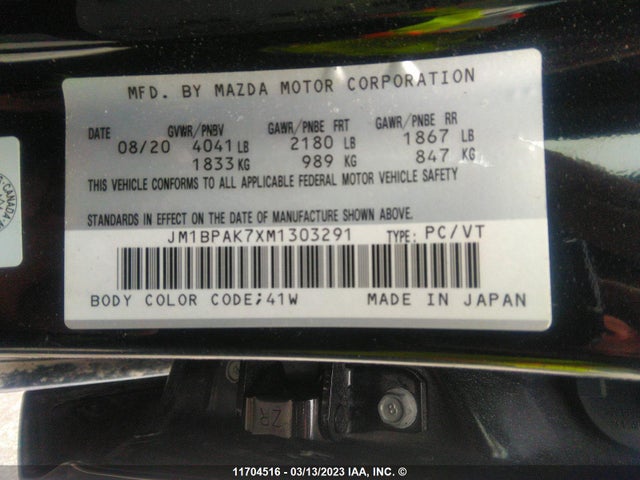 MFD. BY MAZDA MOTOR CORPORATION
DATE GVWR/PNBV GAWR/PNBE FRT GAWR/PNBE RR
08/20 4041 LB 2180 LB 1867 LB
1833 KG 989 KG 847 KG
THIS VEHICLE CONFORMS TO ALL APPLICABLE FEDERAL MOTOR VEHICLE SAFETY
STANDARDS IN EFFECT ON THE DATE OF MANUFACTURE SHOWN ABOVE.
JM1BPAK7XM1303291 TYPE: PC/VT
BODY COLOR CODE;41W MADE IN JAPAN
CANADA
ZR
8
11704516 - 03/13/2023 IAA, INC. ©